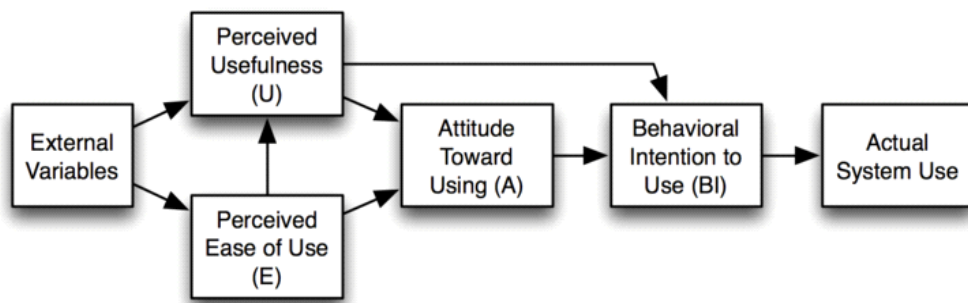 External
Variables
Perceived
Usefulness
(U)
Perceived
Ease of Use
(E)
Attitude
Toward
Using (A)
Behavioral
Intention to
Use (BI)
Actual
System Use